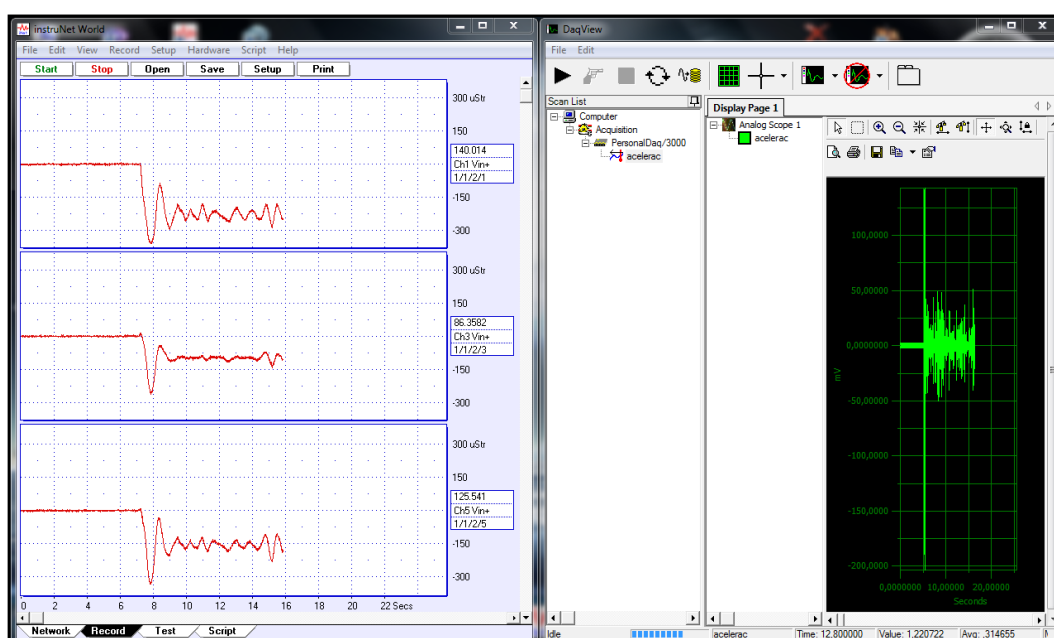 instruNet World
File Edit View Record Setup Hardware Script Help
Start Stop Open Save Setup Print
300 uStr
150
140.014
Ch1 Vin+
1/1/2/1
-150
-300
300 uStr
150
86.3582
Ch3 Vin+
1/1/2/3
-150
-300
300 uStr
150
125.541
Ch5 Vin+
1/1/2/5
-150
-300
0 2 4 6 8 10 12 14 16 18 20 22 Secs
Network Record Test Script
DaqView
File Edit
Scan List
Computer
Acquisition
PersonalDaq/3000
acelerac
Display Page 1
Analog Scope 1
acelerac
100,0000
50,00000
0,0000000
mV
-50,00000
-100,0000
-150,0000
-200,0000
0,0000000 10,00000 20,00000
Seconds
Idle
acelerac Time: 12.800000 Value: 1,220722 Avg: .314655